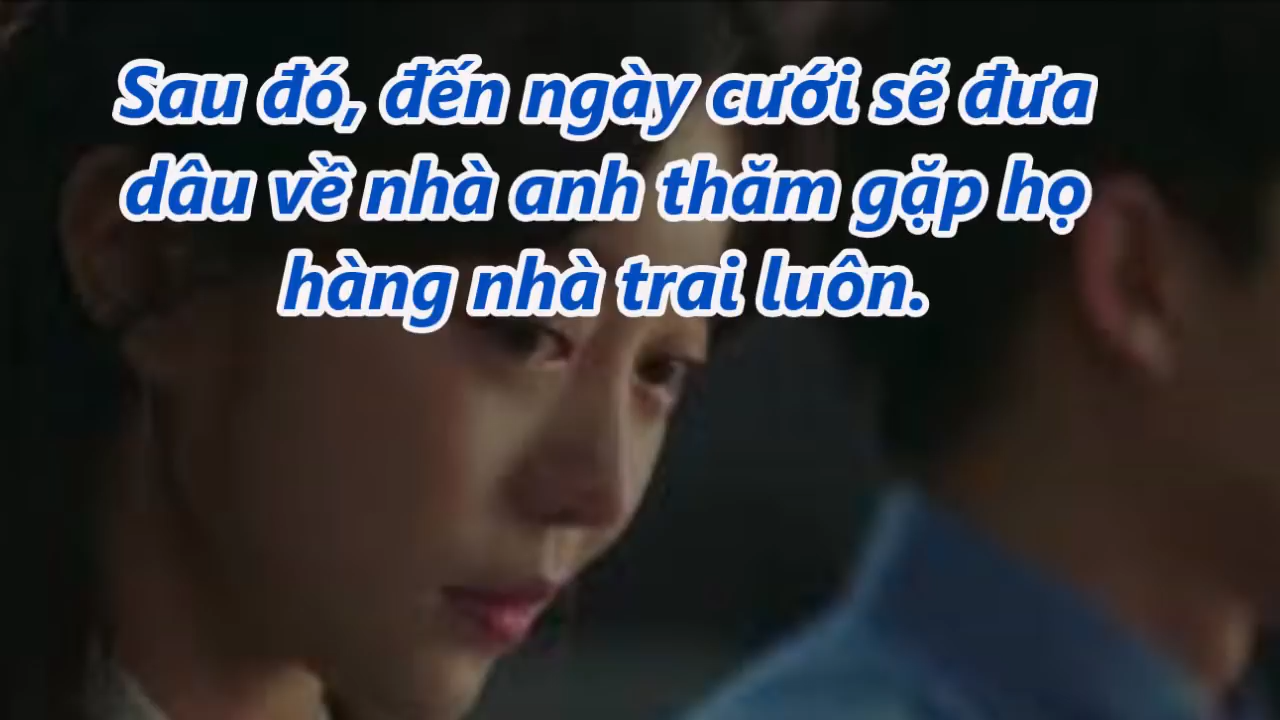 Sau đó, đến ngày cưới sẽ đưa
dâu về nhà anh thăm gặp họ
hàng nhà trai luôn.